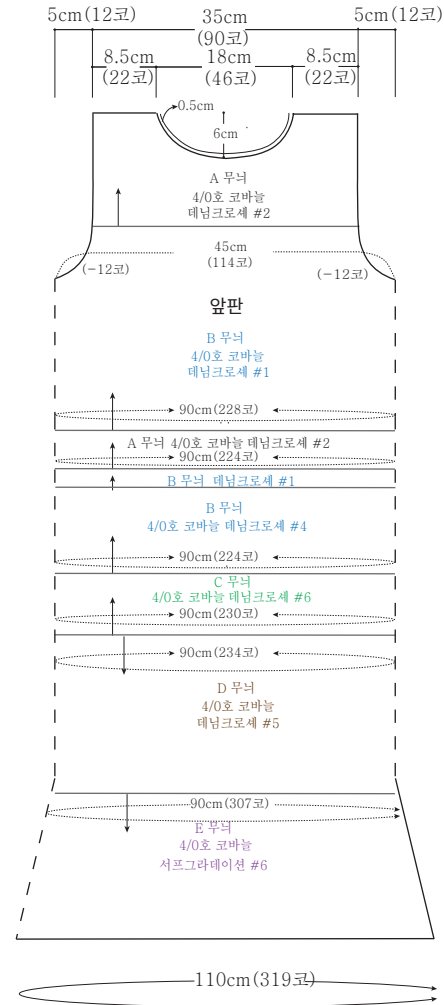 5cm(12코) 35cm 5cm(12코)
(90코)
8.5cm 18cm 8.5cm
(22코) (46코) (22코)
0.5cm
6cm
A 무늬
4/0호 코바늘
데님크로셰 #2
45cm
(114코)
(-12코) (-12코)
앞판
B 무늬
4/0호 코바늘
데님크로셰 #1
90cm(228코)
A 무늬 4/0호 코바늘 데님크로셰 #2
90cm(224코)
B 무늬 데님크로셰 #1
B 무늬
4/0호 코바늘 데님크로셰 #4
90cm(224코)
C 무늬
4/0호 코바늘 데님크로셰 #6
90cm(230코)
90cm(234코)
D 무늬
4/0호 코바늘
데님크로셰 #5
90cm(307코)
E 무늬
4/0호 코바늘
서프그라데이션 #6
110cm(319코)